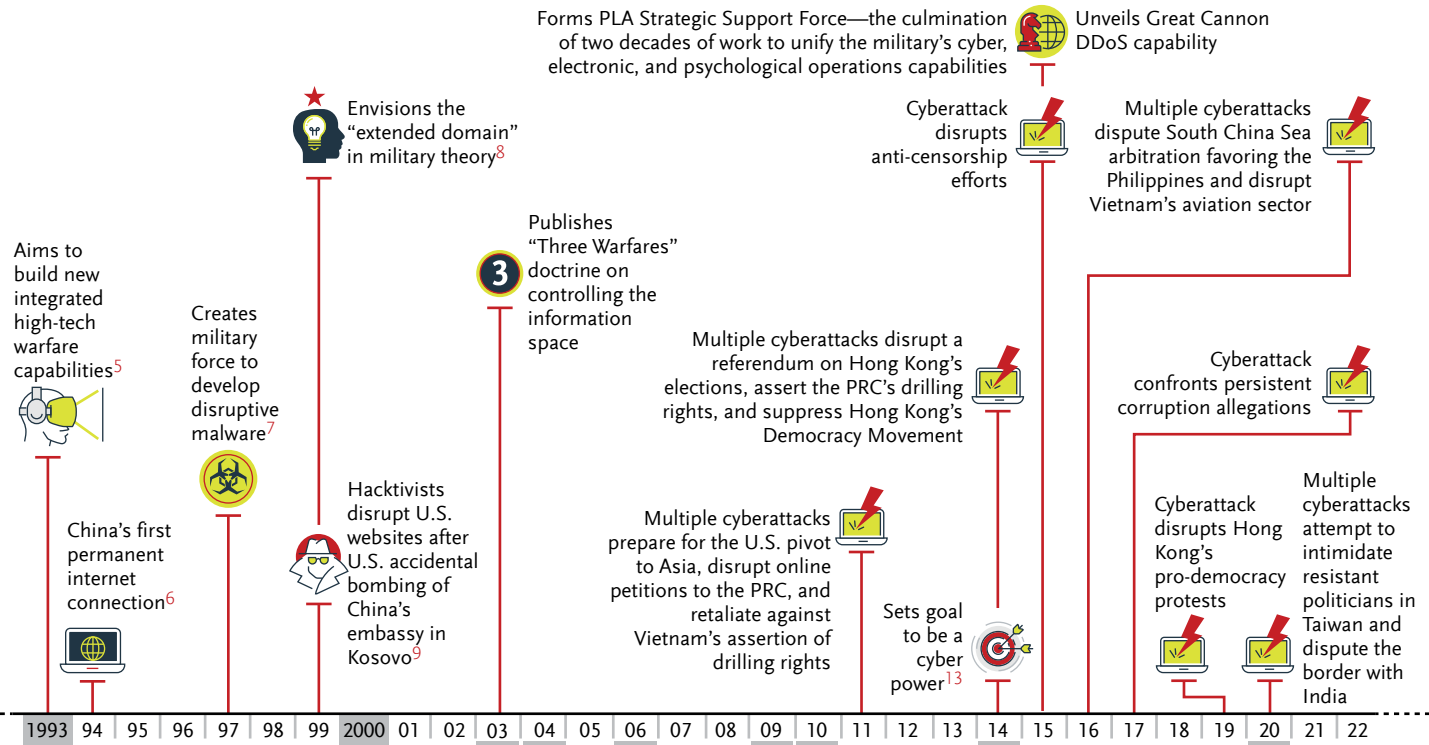 Forms PLA Strategic Support Force—the culmination
of two decades of work to unify the military's cyber,
electronic, and psychological operations capabilities
Unveils Great Cannon
DDoS capability
Envisions the
“extended domain”
in military theory8
Cyberattack
disrupts
anti-censorship
efforts
Multiple cyberattacks
dispute South China Sea
arbitration favoring the
Philippines and disrupt
Vietnam's aviation sector
Publishes
“Three Warfares”
doctrine on
controlling the
information
space
3
Aims to
build new
integrated
high-tech
warfare
capabilities5
Creates
military
force to
develop
disruptive
malware7
Multiple cyberattacks disrupt a
referendum on Hong Kong's
elections, assert the PRC's drilling
rights, and suppress Hong Kong's
Democracy Movement
Cyberattack
confronts persistent
corruption allegations
China's first
permanent
internet
connection6
Hacktivists
disrupt U.S.
websites after
U.S. accidental
bombing of
China's
embassy in
Kosovo9
Multiple cyberattacks
prepare for the U.S. pivot
to Asia, disrupt online
petitions to the PRC, and
retaliate against
Vietnam's assertion of
drilling rights
Sets goal
to be a
cyber
power13
Cyberattack
disrupts Hong
Kong's
pro-democracy
protests
Multiple
cyberattacks
attempt to
intimidate
resistant
politicians in
Taiwan and
dispute the
border with
India
1993 94 95 96 97 98 99 2000 01 02 03 04 05 06 07 08 09 10 11 12 13 14 15 16 17 18 19 20 21 22